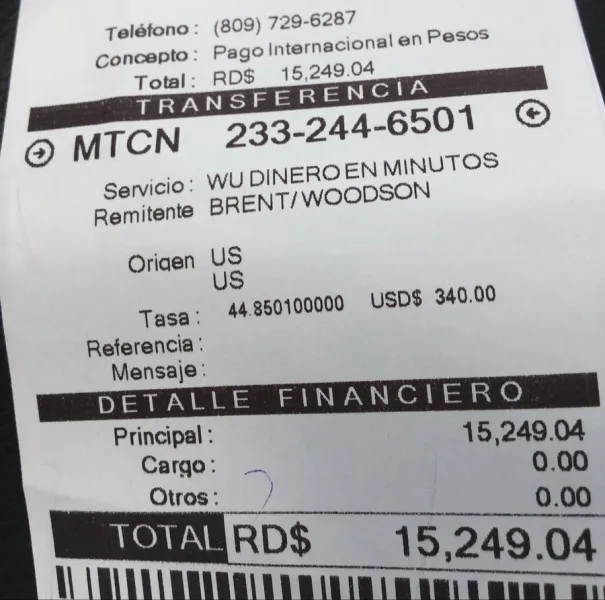 Teléfono : (809) 729-6287
Concepto : Pago Internacional en Pesos
Total : RD$ 15,249.04
TRANSFERENCIA
MTCN 233-244-6501
Servicio : WU DINERO EN MINUTOS
Remitente BRENT/WOODSON
Origen US
US
Tasa : 44.850100000 USD$ 340.00
Referencia :
Mensaje :
DETALLE FINANCIERO
Principal : 15,249.04
Cargo : 0.00
Otros : 0.00
TOTAL RD$ 15,249.04